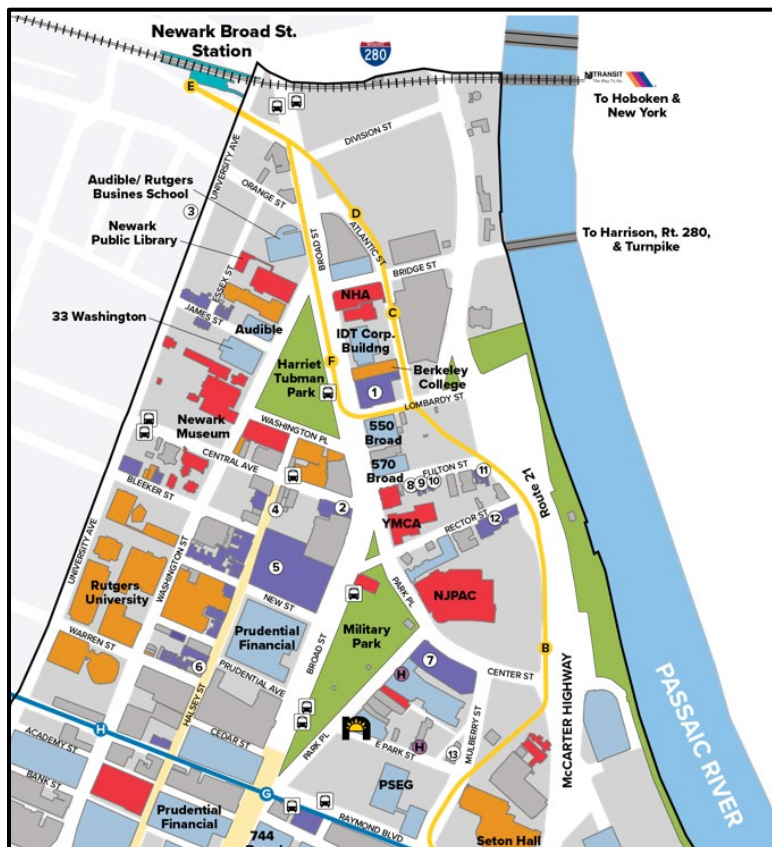 Newark Broad St.
Station
280
NJTRANSIT
The Way To Go
To Hoboken &
New York
E
DIVISION ST
UNIVERSITY AVE
Audible/ Rutgers
Busines School
ORANGE ST
3
D
ATLANTIC ST
BROAD ST
To Harrison, Rt. 280,
& Turnpike
Newark
Public Library
BRIDGE ST
ESSEX ST
NHA
C
JAMES ST
33 Washington
Audible
IDT Corp.
Buildng
F
Harriet
Tubman
Park
Berkeley
College
1
LOMBARDY ST
Newark
Museum
WASHINGTON PL
550
Broad
CENTRAL AVE
570
Broad
FULTON ST
11
8
9
10
BLEEKER ST
4
2
Route 21
YMCA
RECTOR ST
12
UNIVERSITY AVE
WASHINGTON ST
5
Rutgers
University
NEW ST
PARK PL
NJPAC
Military
Park
Prudential
Financial
BROAD ST
WARREN ST
6
7
CENTER ST
B
H
PRUDENTIAL AVE
HALSEY ST
McCARTER HIGHWAY
PASSAIC RIVER
MULBERRY ST
H
ACADEMY ST
CEDAR ST
PARK PL
n
E PARK ST
H
13
BANK ST
PSEG
G
Prudential
Financial
RAYMOND BLVD
744
Seton Hall